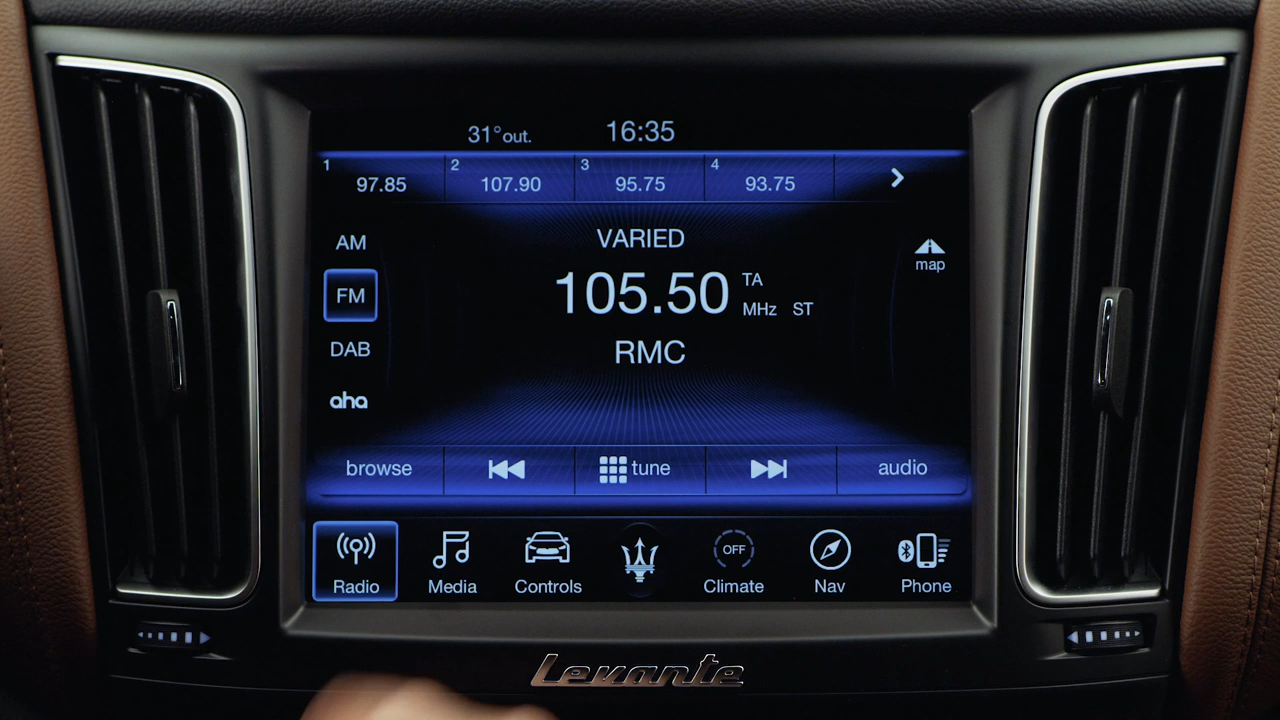 31° out. 16:35
1 97.85 2 107.90 3 95.75 4 93.75
AM
VARIED
map
FM
105.50 TA
MHz ST
DAB
RMC
aha
browse tune audio
OFF
Radio Media Controls Climate Nav Phone
Levante